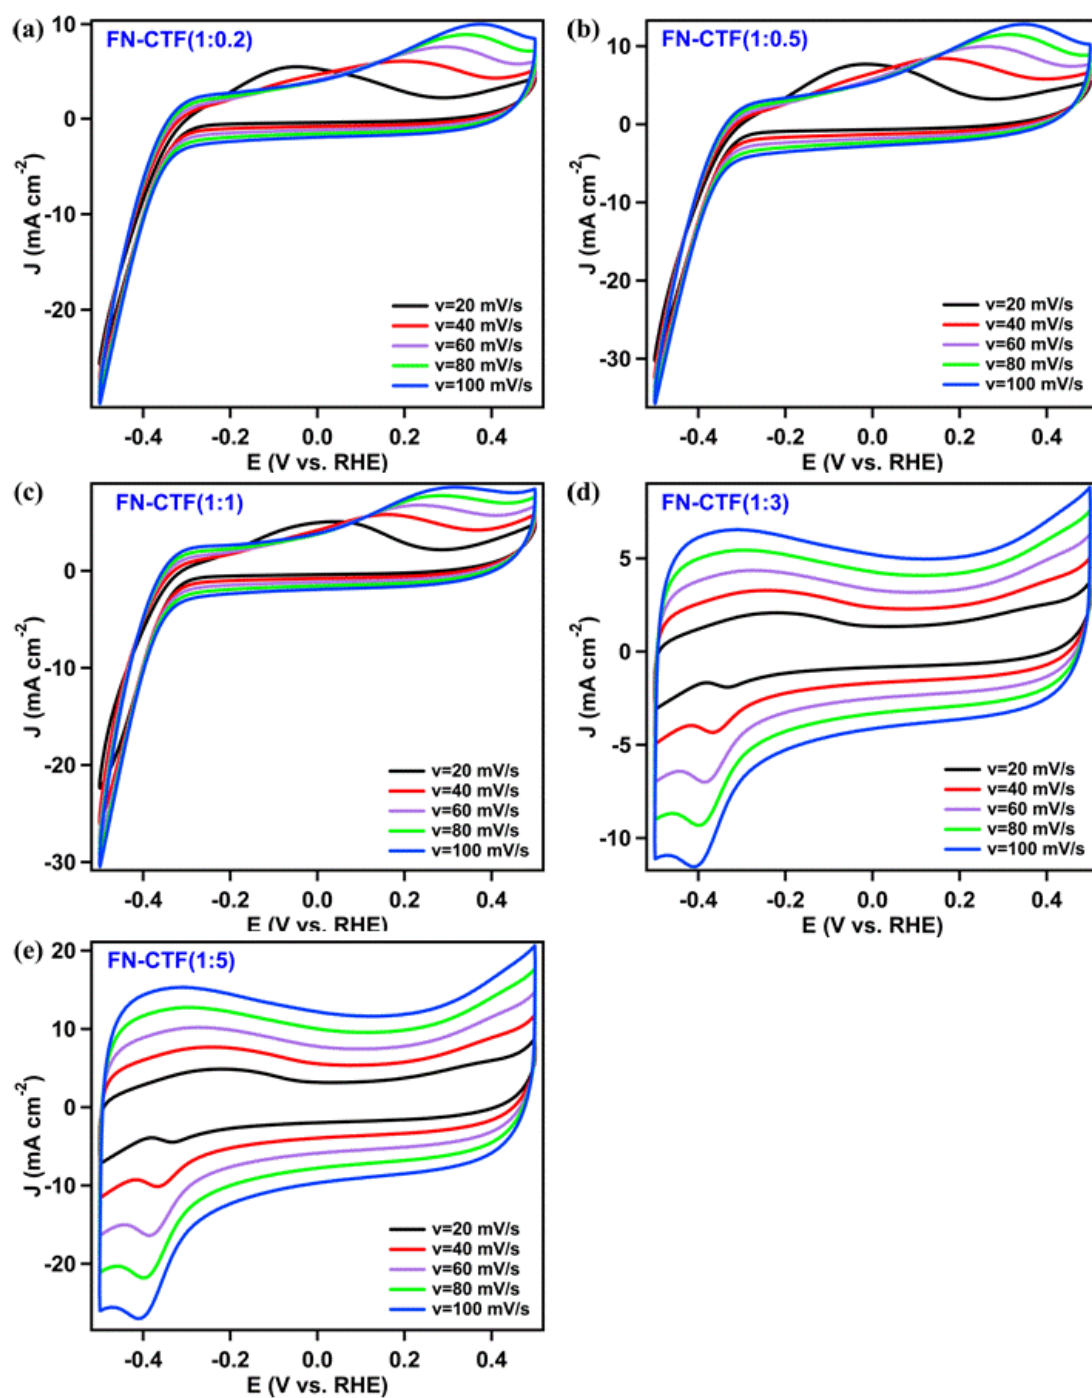 (a)
FN-CTF(1:0.2)
J (mA cm-2)
10
0
-10
-20
v=20 mV/s
v=40 mV/s
v=60 mV/s
v=80 mV/s
v=100 mV/s
-0.4 -0.2 0.0 0.2 0.4
E (V vs. RHE)
(b)
FN-CTF(1:0.5)
J (mA cm-2)
10
0
-10
-20
-30
v=20 mV/s
v=40 mV/s
v=60 mV/s
v=80 mV/s
v=100 mV/s
-0.4 -0.2 0.0 0.2 0.4
E (V vs. RHE)
(c)
FN-CTF(1:1)
J (mA cm-2)
0
-10
-20
-30
v=20 mV/s
v=40 mV/s
v=60 mV/s
v=80 mV/s
v=100 mV/s
-0.4 -0.2 0.0 0.2 0.4
E (V vs. RHE)
(d)
FN-CTF(1:3)
J (mA cm-2)
5
0
-5
-10
v=20 mV/s
v=40 mV/s
v=60 mV/s
v=80 mV/s
v=100 mV/s
-0.4 -0.2 0.0 0.2 0.4
E (V vs. RHE)
(e)
FN-CTF(1:5)
J (mA cm-2)
20
10
0
-10
-20
v=20 mV/s
v=40 mV/s
v=60 mV/s
v=80 mV/s
v=100 mV/s
-0.4 -0.2 0.0 0.2 0.4
E (V vs. RHE)